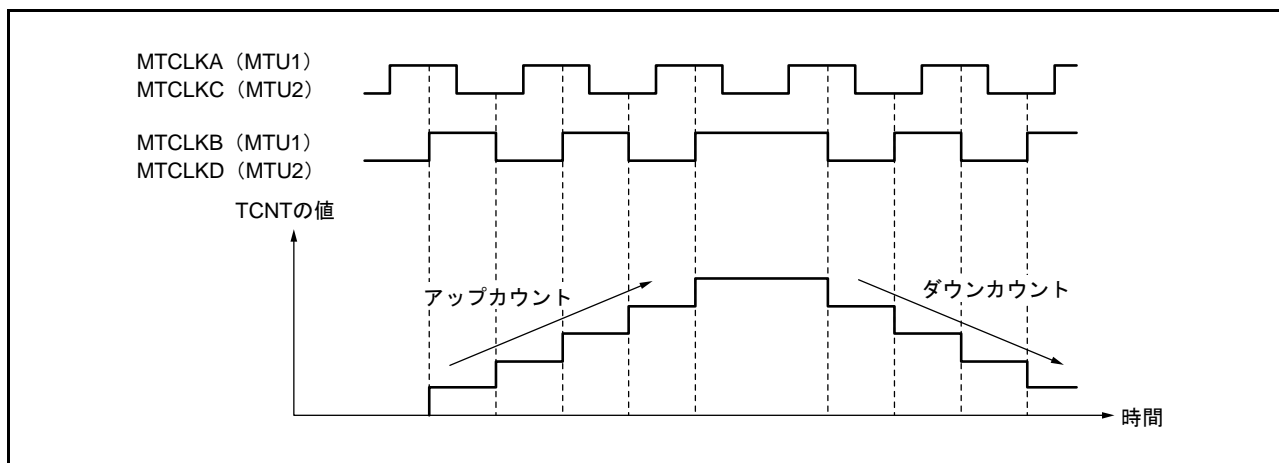 MTCLKA（MTU1）
MTCLKC（MTU2）
MTCLKB（MTU1）
MTCLKD（MTU2）
TCNTの値
アップカウント
ダウンカウント
時間